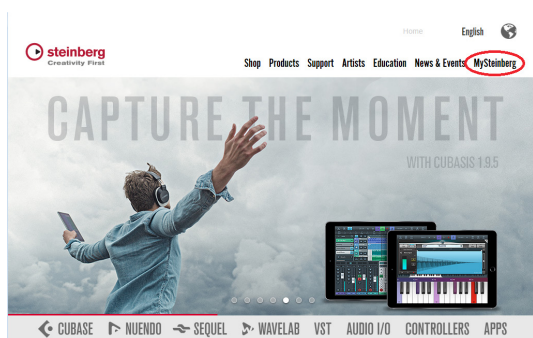 Home English
steinberg
Creativity First
Shop Products Support Artists Education News & Events MySteinberg
CAPTURE THE MOMENT
WITH CUBASIS 1.9.5
CUBASE NUENDO SEQUEL WAVELAB VST AUDIO I/O CONTROLLERS APPS